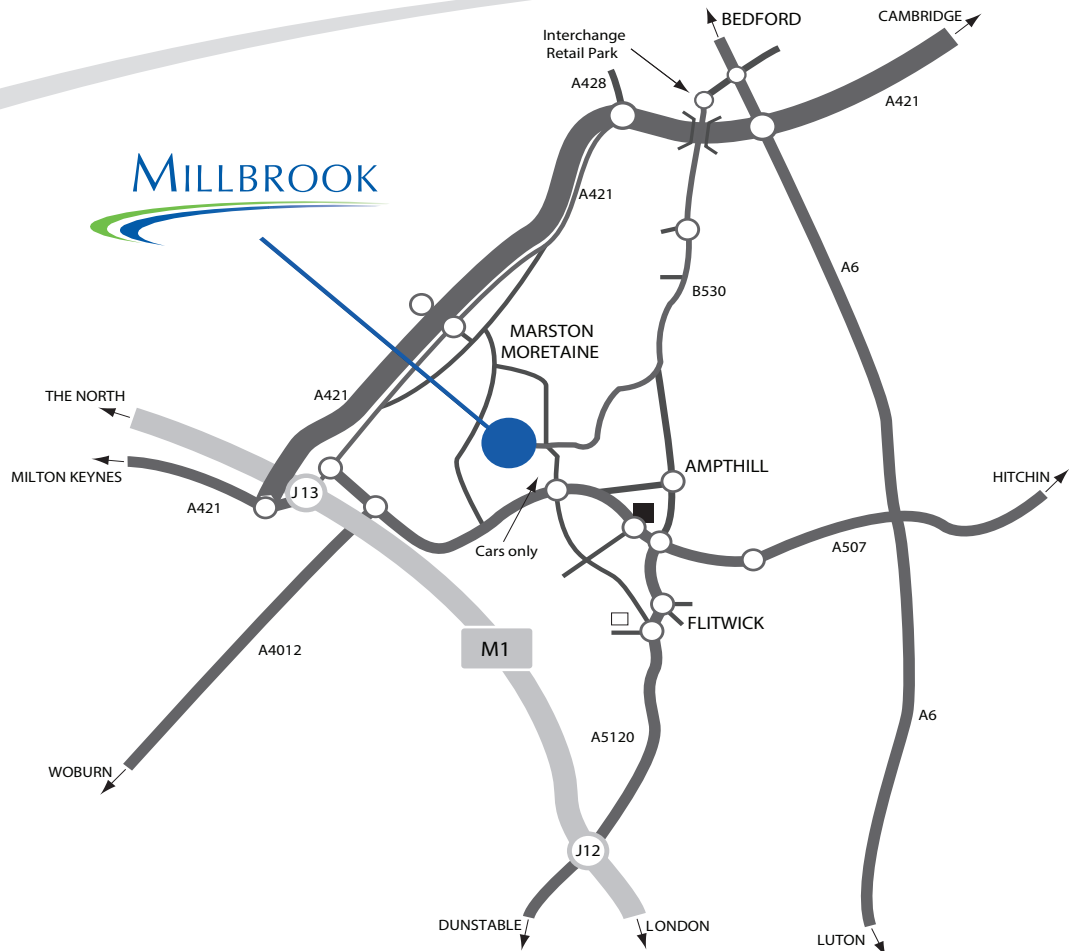 BEDFORD
CAMBRIDGE
Interchange
Retail Park
A428
A421
MILLBROOK
A421
A6
B530
MARSTON
MORETAINE
A421
THE NORTH
MILTON KEYNES
AMPTHILL
HITCHIN
J13
A421
Cars only
A507
FLITWICK
A4012
M1
A6
A5120
WOBURN
J12
DUNSTABLE
LONDON
LUTON